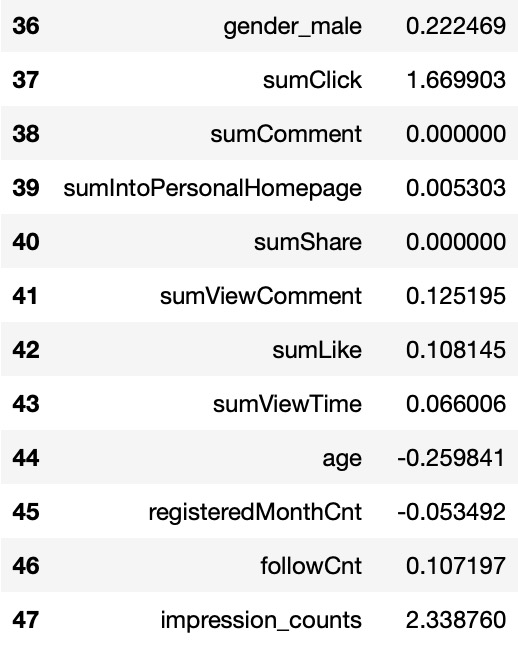 36 gender_male 0.222469
37 sumClick 1.669903
38 sumComment 0.000000
39 sumIntoPersonalHomepage 0.005303
40 sumShare 0.000000
41 sumViewComment 0.125195
42 sumLike 0.108145
43 sumViewTime 0.066006
44 age -0.259841
45 registeredMonthCnt -0.053492
46 followCnt 0.107197
47 impression_counts 2.338760